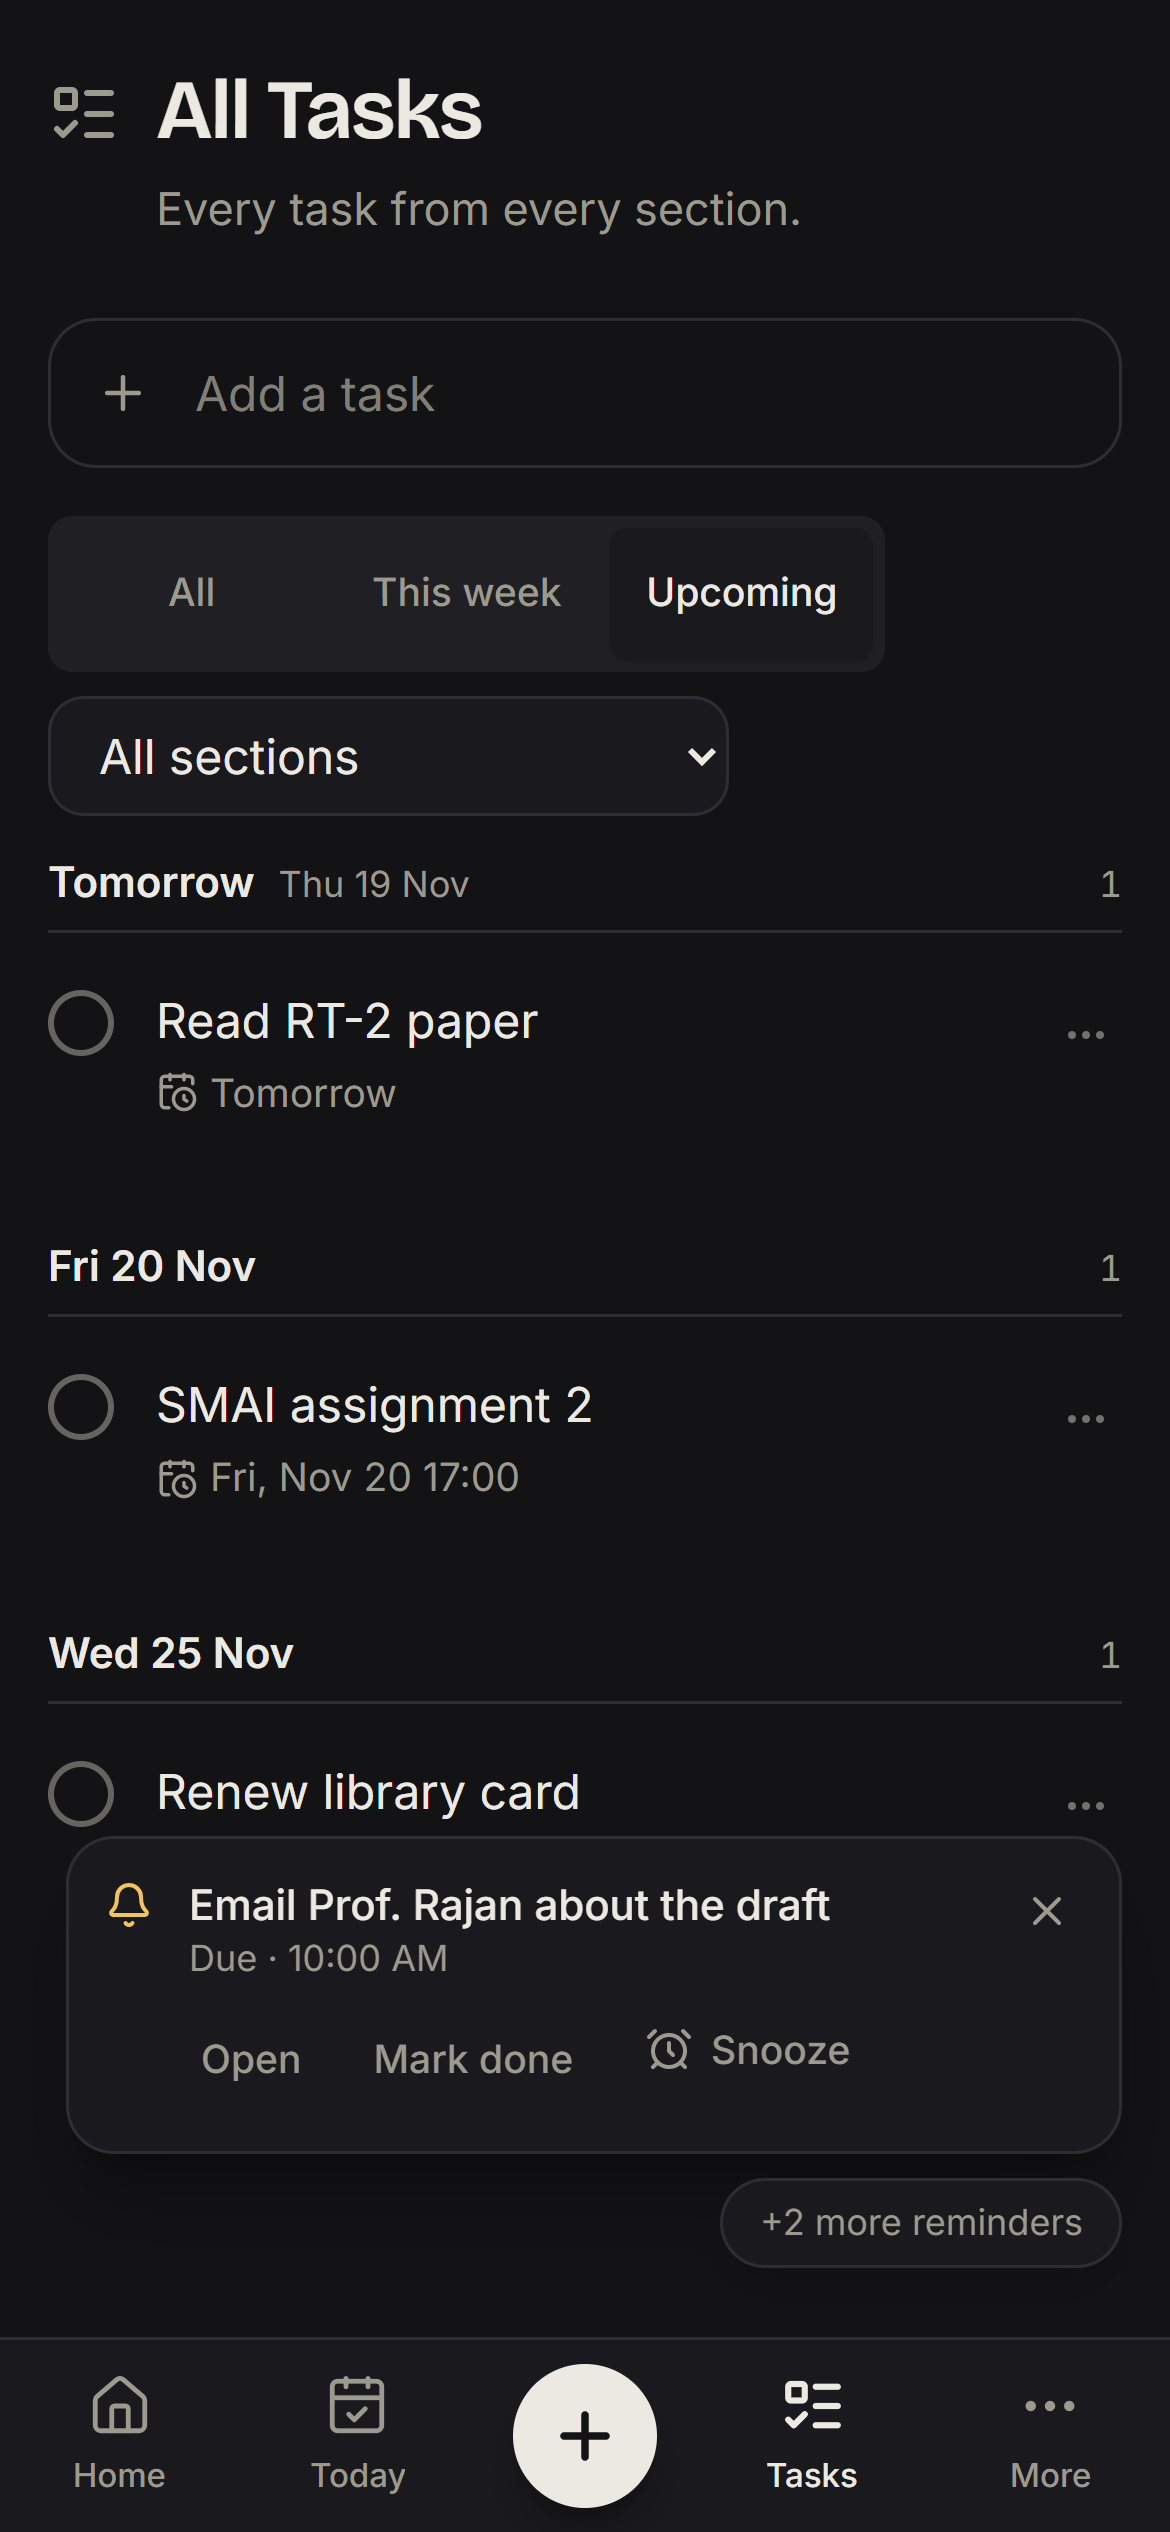 All Tasks
Every task from every section.
Add a task
All This week Upcoming
All sections
Tomorrow Thu 19 Nov 1
Read RT-2 paper
Tomorrow
Fri 20 Nov 1
SMAI assignment 2
Fri, Nov 20 17:00
Wed 25 Nov 1
Renew library card
Email Prof. Rajan about the draft
Due · 10:00 AM
Open Mark done Snooze
+2 more reminders
Home Today Tasks More